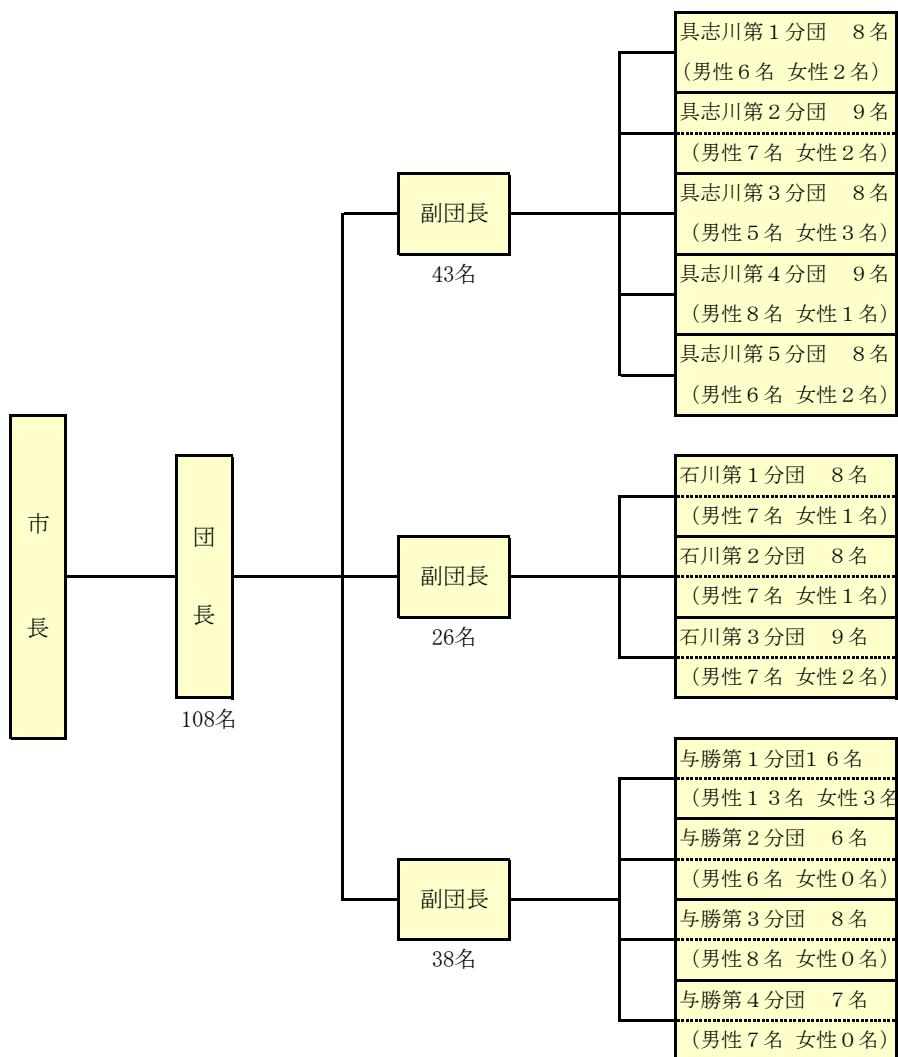 市長
団長
108名
副団長
43名
具志川第１分団　８名
（男性６名 女性２名）
具志川第２分団　９名
（男性７名 女性２名）
具志川第３分団　８名
（男性５名 女性３名）
具志川第４分団　９名
（男性８名 女性１名）
具志川第５分団　８名
（男性６名 女性２名）
副団長
26名
石川第１分団　８名
（男性７名 女性１名）
石川第２分団　８名
（男性７名 女性１名）
石川第３分団　９名
（男性７名 女性２名）
副団長
38名
与勝第１分団１６名
（男性１３名 女性３名
与勝第２分団　６名
（男性６名 女性０名）
与勝第３分団　８名
（男性８名 女性０名）
与勝第４分団　７名
（男性７名 女性０名）